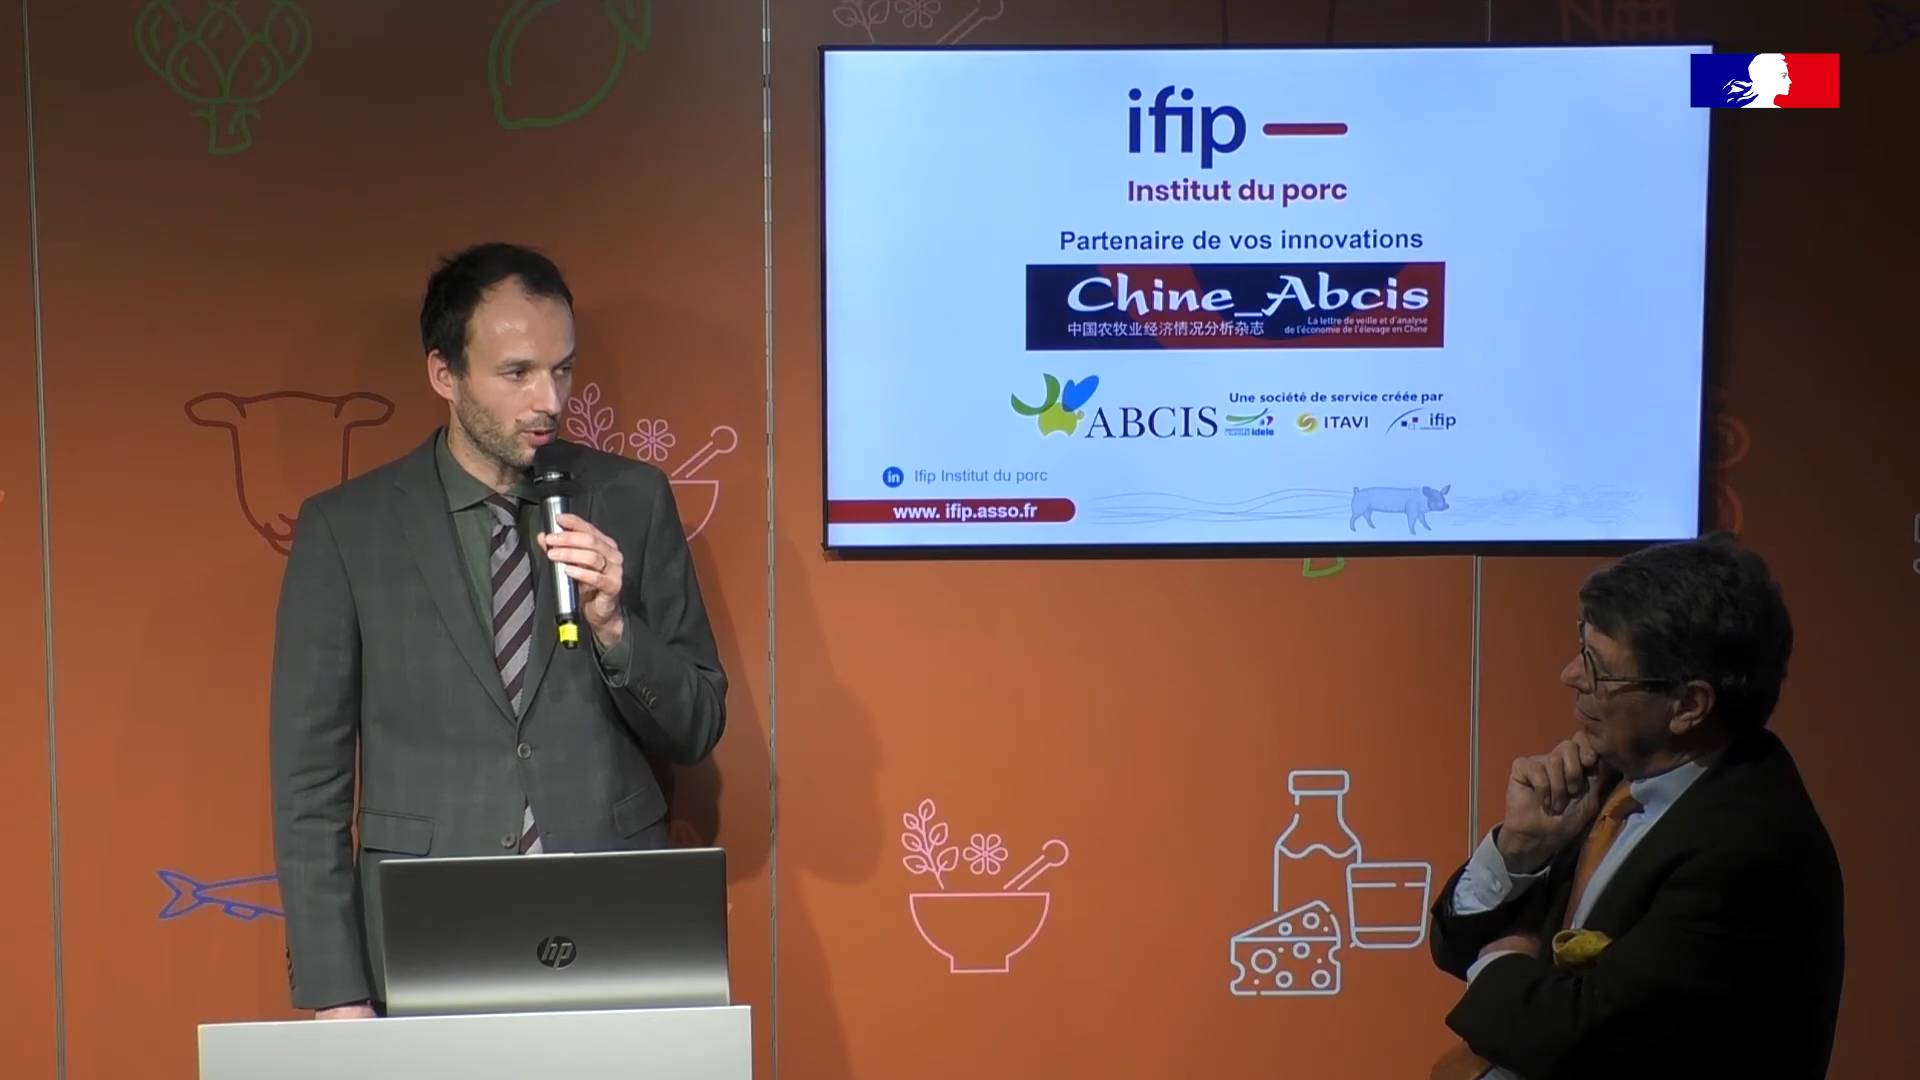 ifip
Institut du porc
Partenaire de vos innovations
Chine_Abcis
中国农牧业经济情况分析杂志
La lettre de veille et d'analyse
de l'économie de l'élevage en Chine
ABCIS
Une société de service créée par
idele
ITAVI
ifip
in Ifip Institut du porc
www. ifip.asso.fr
hp